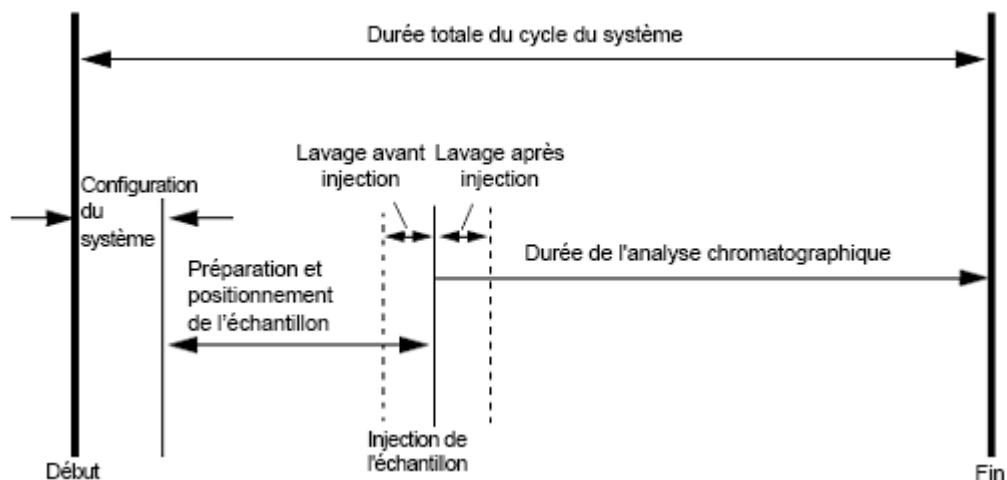 Durée totale du cycle du système
Lavage avant
injection
Lavage après
injection
Configuration
du
système
Durée de l'analyse chromatographique
Préparation et
positionnement
de l'échantillon
Injection de
l'échantillon
Début
Fin